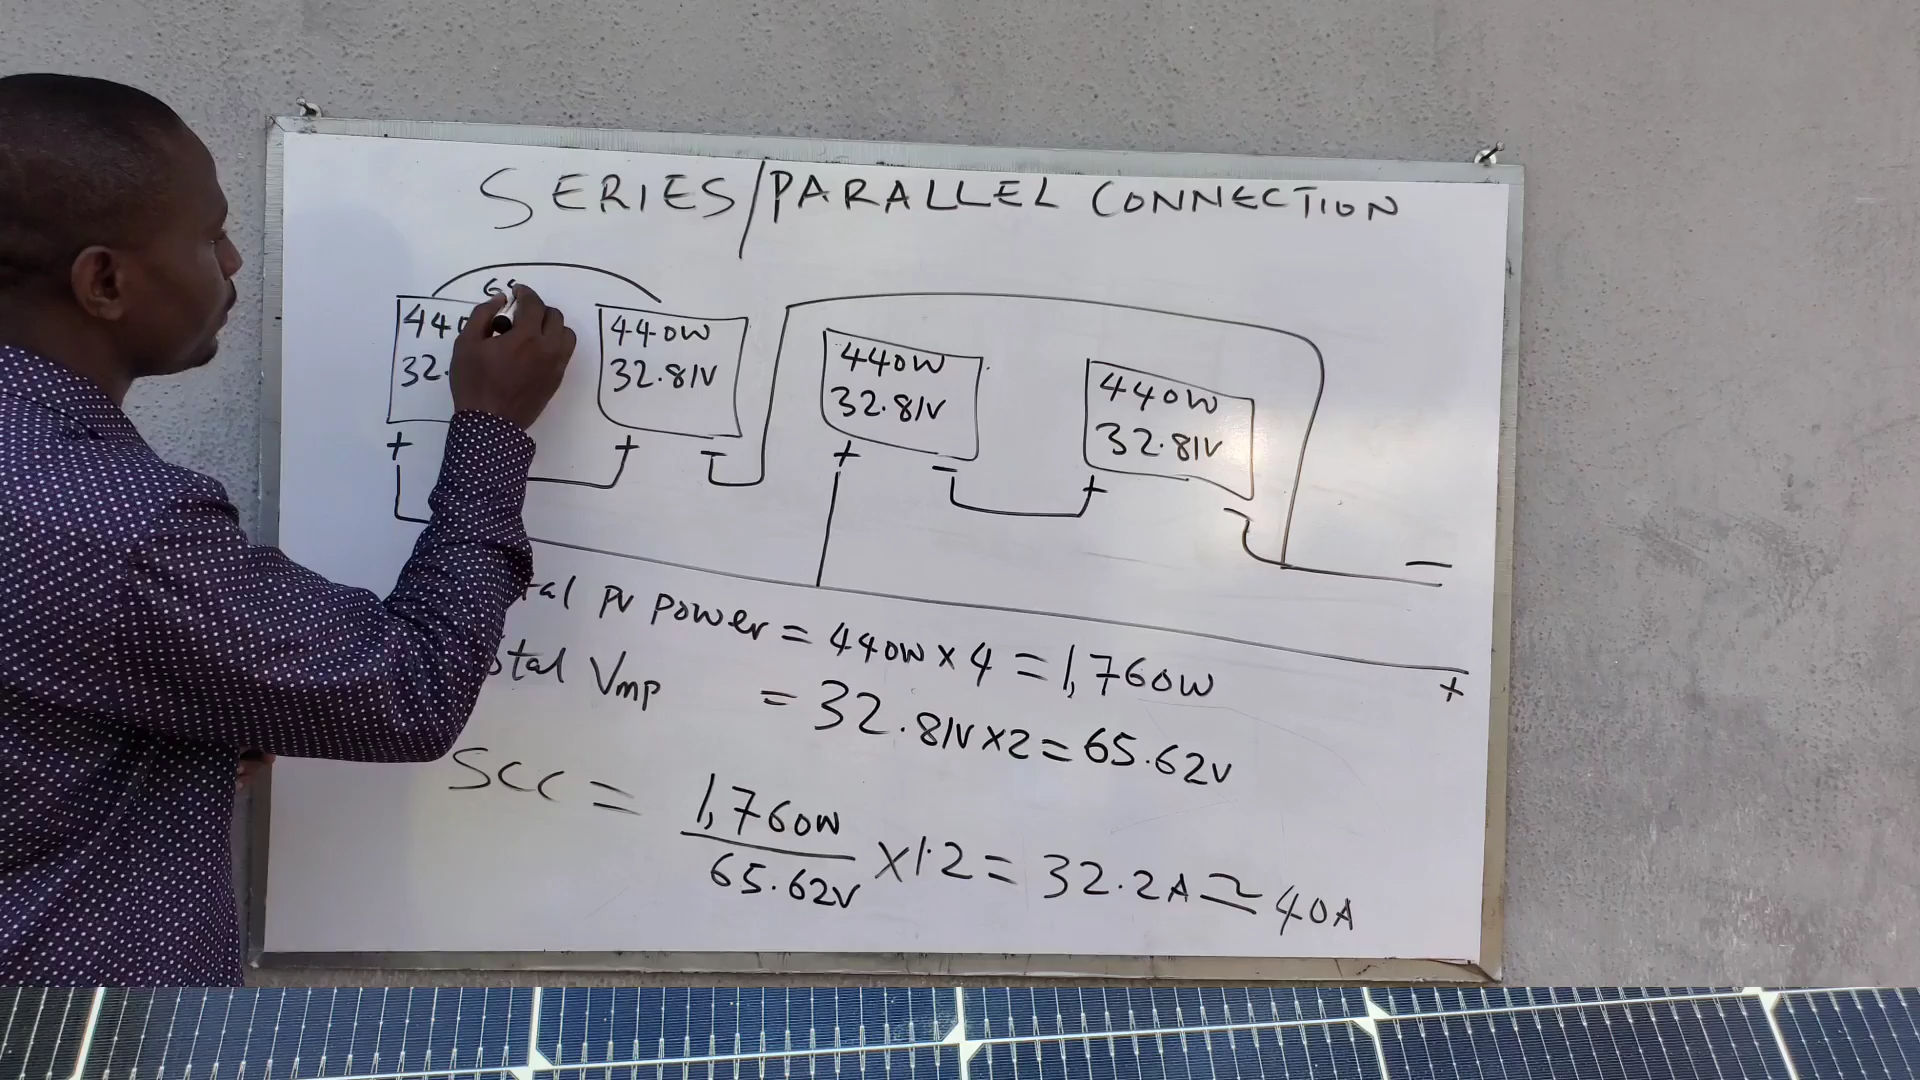 SERIES/PARALLEL CONNECTION
440W
32.81V
440W
32.81V
440W
32.81V
+
+ -
+ -
+ -
-
PV power = 440W x 4 = 1,760W
+
Vmp = 32.81V x 2 = 65.62V
SCC = 1,760W
65.62V
x 1.2 = 32.2A ≃ 40A